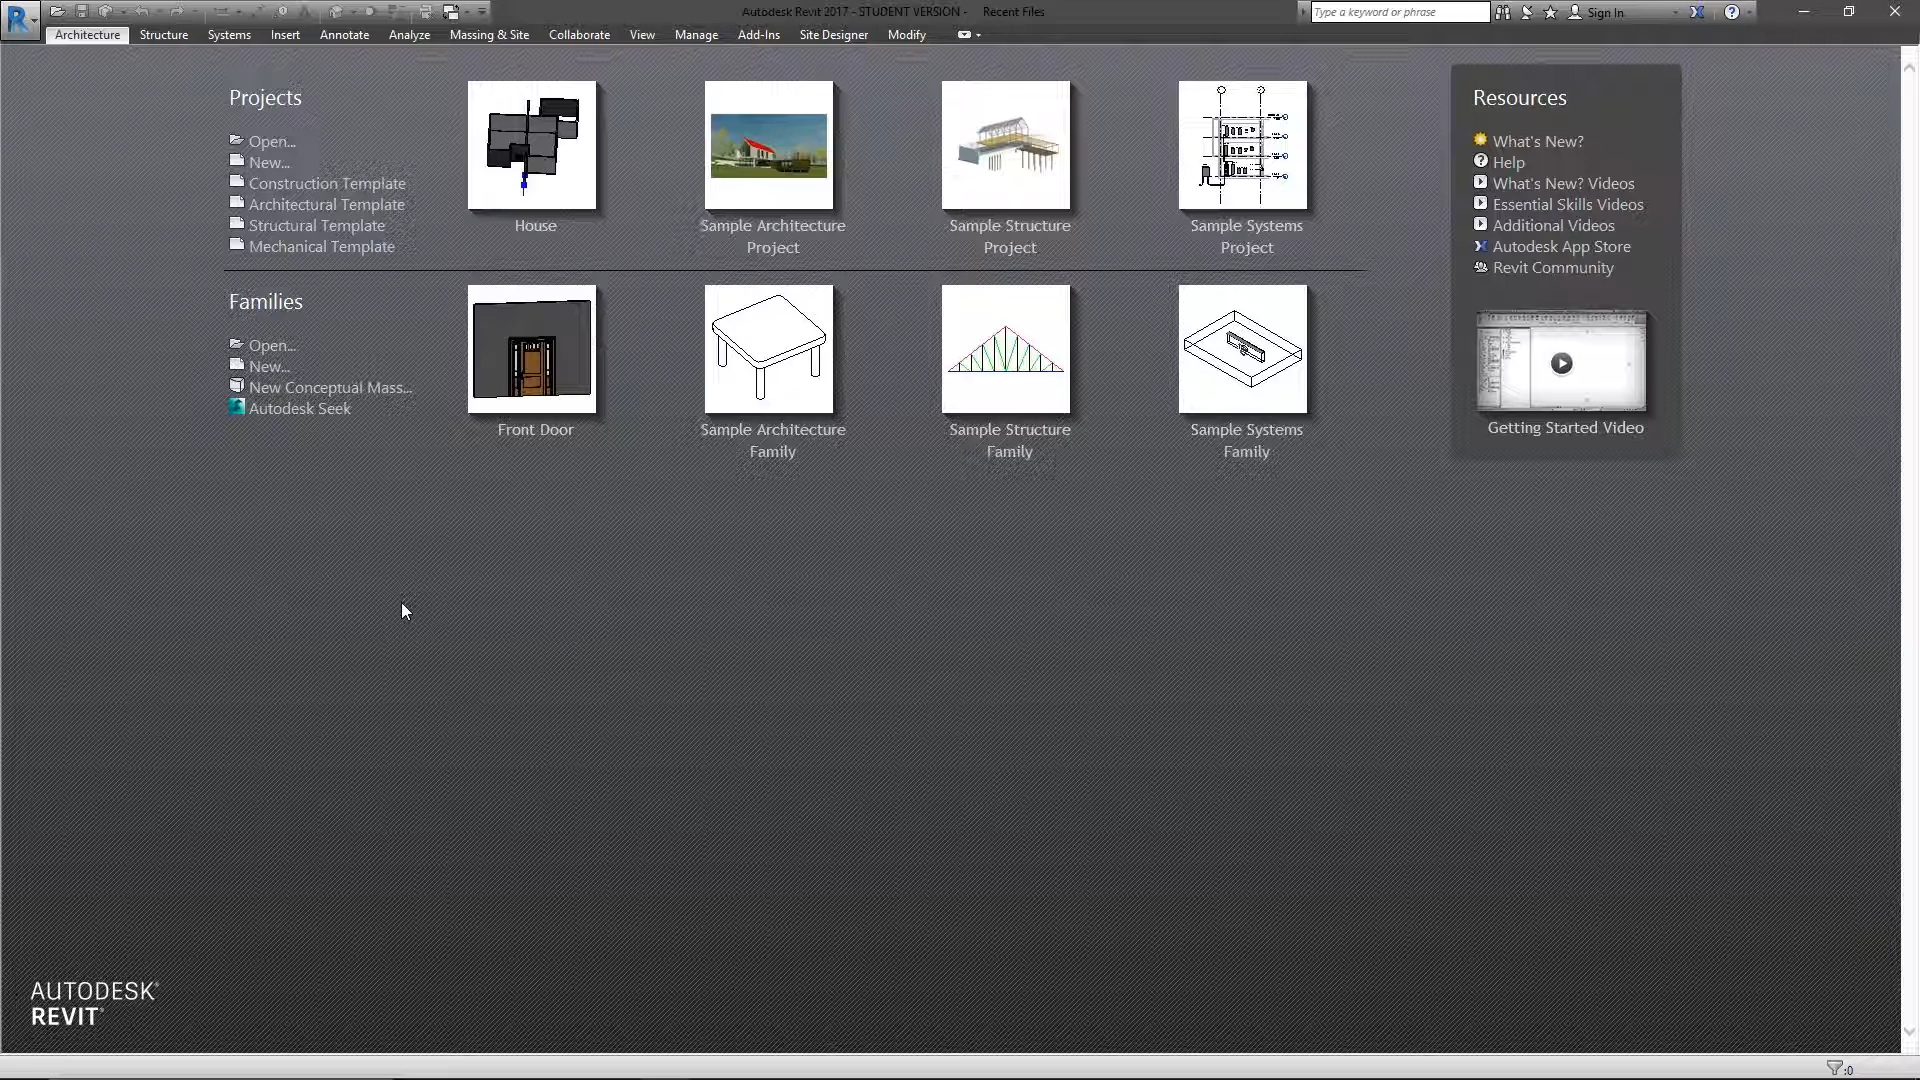 Autodesk Revit 2017 - STUDENT VERSION - Recent Files
Type a keyword or phrase
Sign In
Architecture Structure Systems Insert Annotate Analyze Massing & Site Collaborate View Manage Add-Ins Site Designer Modify
Projects
Open...
New...
Construction Template
Architectural Template
Structural Template
Mechanical Template
House
Sample Architecture
Project
Sample Structure
Project
Sample Systems
Project
Families
Open...
New...
New Conceptual Mass...
Autodesk Seek
Front Door
Sample Architecture
Family
Sample Structure
Family
Sample Systems
Family
Resources
What's New?
Help
What's New? Videos
Essential Skills Videos
Additional Videos
Autodesk App Store
Revit Community
Getting Started Video
AUTODESK®
REVIT®
:0